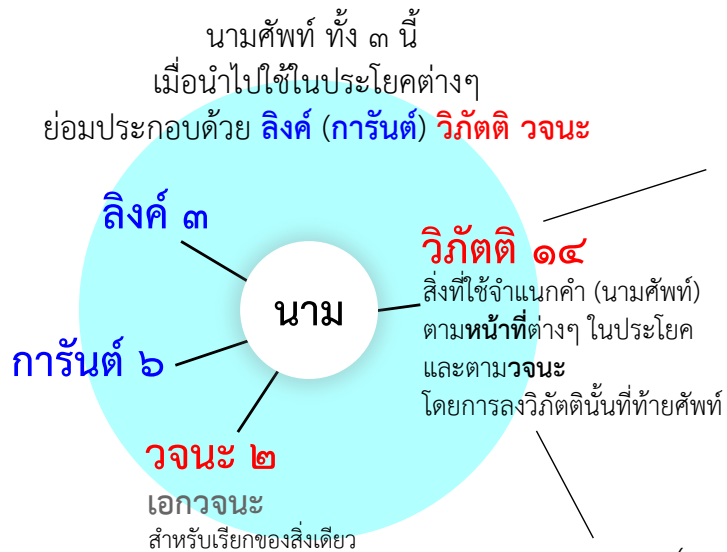 นามศัพท์ ทั้ง ๓ นี้
เมื่อนำไปใช้ในประโยคต่างๆ
ย่อมประกอบด้วย ลิงค์ (การันต์) วิภัตติ วจนะ
ลิงค์ ๓
วิภัตติ ๑๔
สิ่งที่ใช้จำแนกคำ (นามศัพท์)
ตามหน้าที่ต่างๆ ในประโยค
และตามวจนะ
โดยการลงวิภัตตินั้นที่ท้ายศัพท์
นาม
การันต์ ๖
วจนะ ๒
เอกวจนะ
สำหรับเรียกของสิ่งเดียว